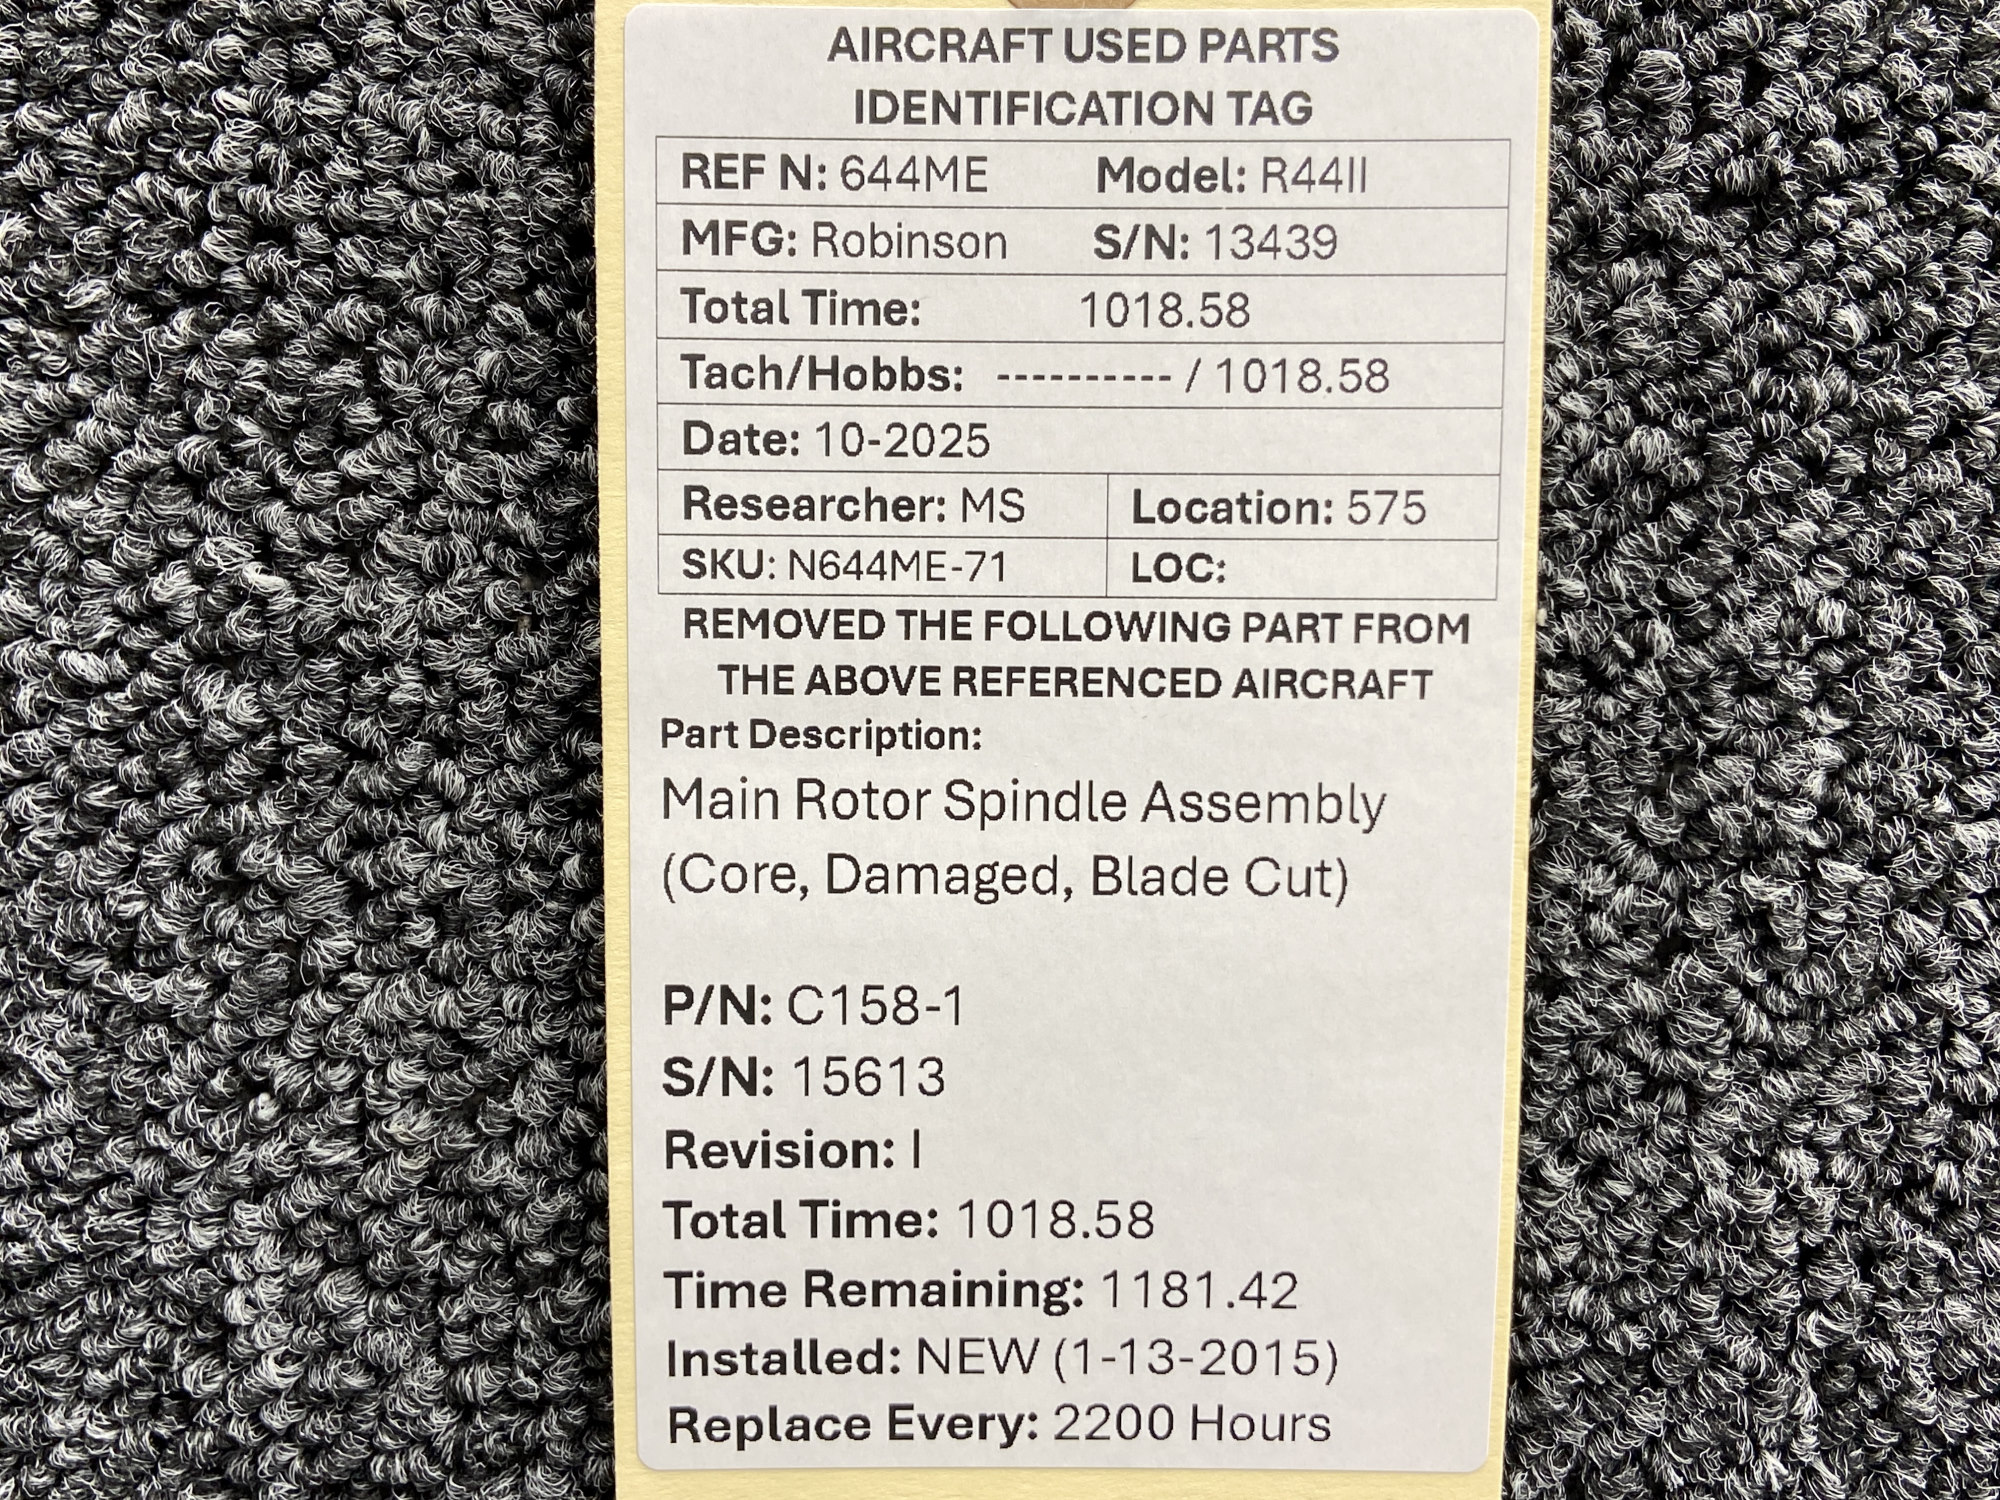 AIRCRAFT USED PARTS
IDENTIFICATION TAG
REF N: 644ME Model: R44II
MFG: Robinson S/N: 13439
Total Time: 1018.58
Tach/Hobbs: ---------- / 1018.58
Date: 10-2025
Researcher: MS Location: 575
SKU: N644ME-71 LOC:
REMOVED THE FOLLOWING PART FROM
THE ABOVE REFERENCED AIRCRAFT
Part Description:
Main Rotor Spindle Assembly
(Core, Damaged, Blade Cut)
P/N: C158-1
S/N: 15613
Revision: I
Total Time: 1018.58
Time Remaining: 1181.42
Installed: NEW (1-13-2015)
Replace Every: 2200 Hours